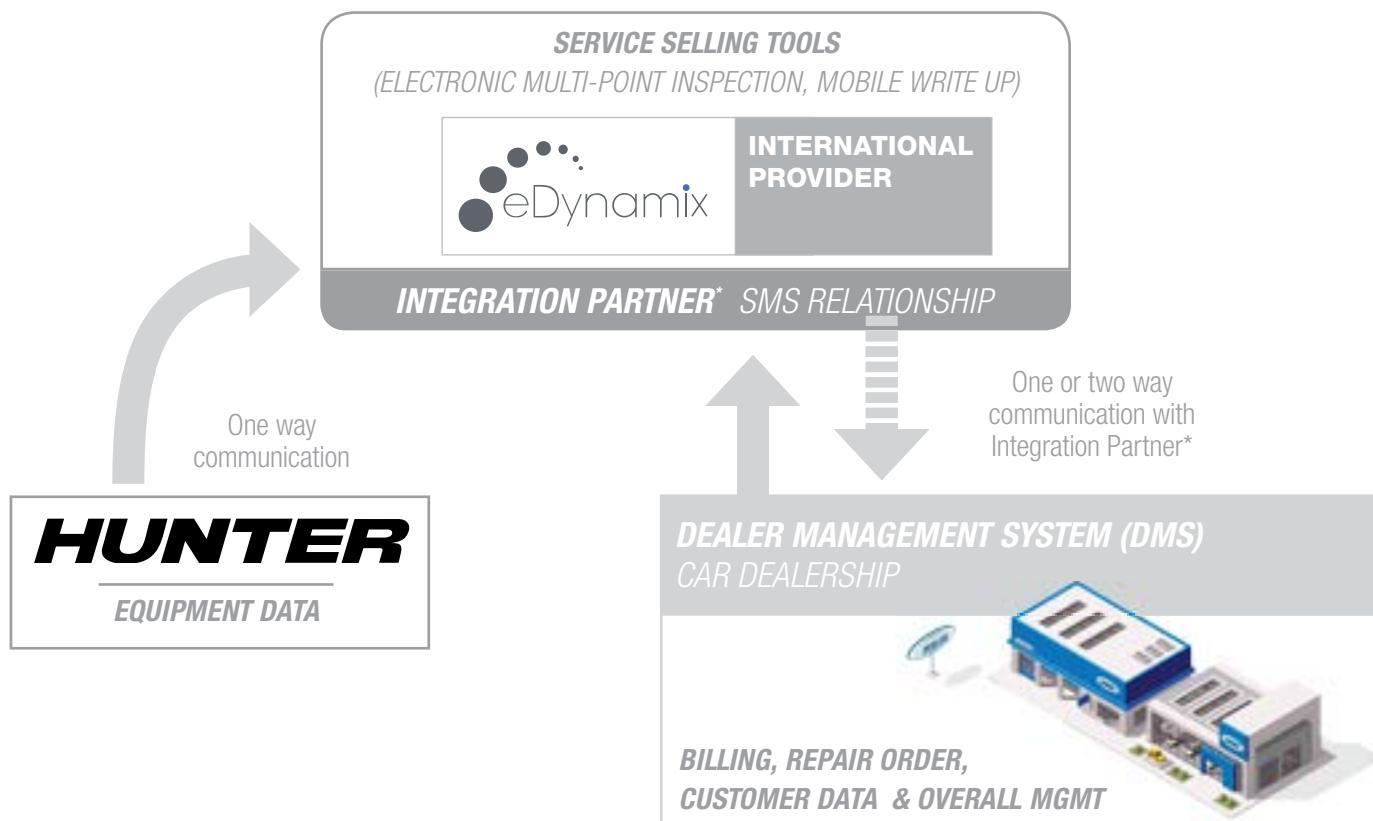 SERVICE SELLING TOOLS
(ELECTRONIC MULTI-POINT INSPECTION, MOBILE WRITE UP)
eDynamix
INTERNATIONAL
PROVIDER
INTEGRATION PARTNER* SMS RELATIONSHIP
One way
communication
One or two way
communication with
Integration Partner*
HUNTER
EQUIPMENT DATA
DEALER MANAGEMENT SYSTEM (DMS)
CAR DEALERSHIP
BILLING, REPAIR ORDER,
CUSTOMER DATA & OVERALL MGMT